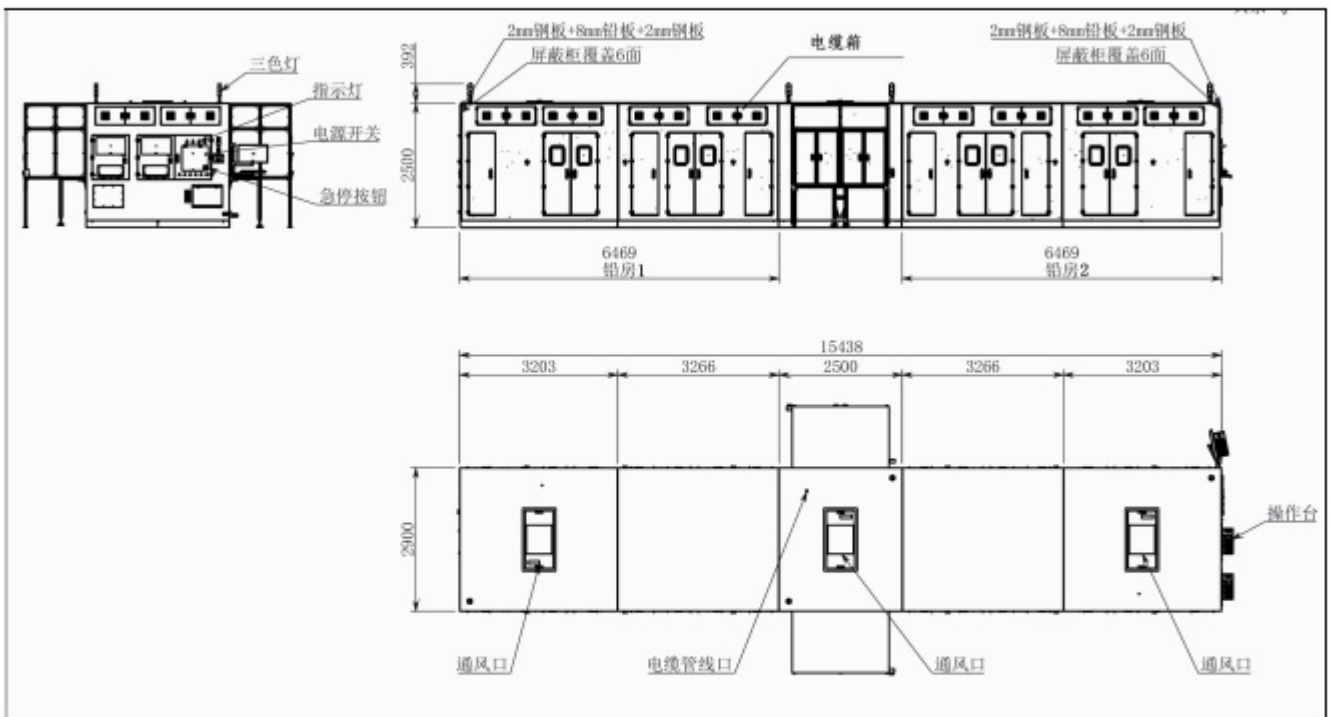 2mm钢板+8mm铅板+2mm钢板
屏蔽柜覆盖6面
电缆箱
2mm钢板+8mm铅板+2mm钢板
屏蔽柜覆盖6面
三色灯
指示灯
电源开关
急停按钮
392
2500
6469
铅房1
6469
铅房2
15438
3203
3266
2500
3266
3203
2900
操作台
通风口
电缆管线口
通风口
通风口